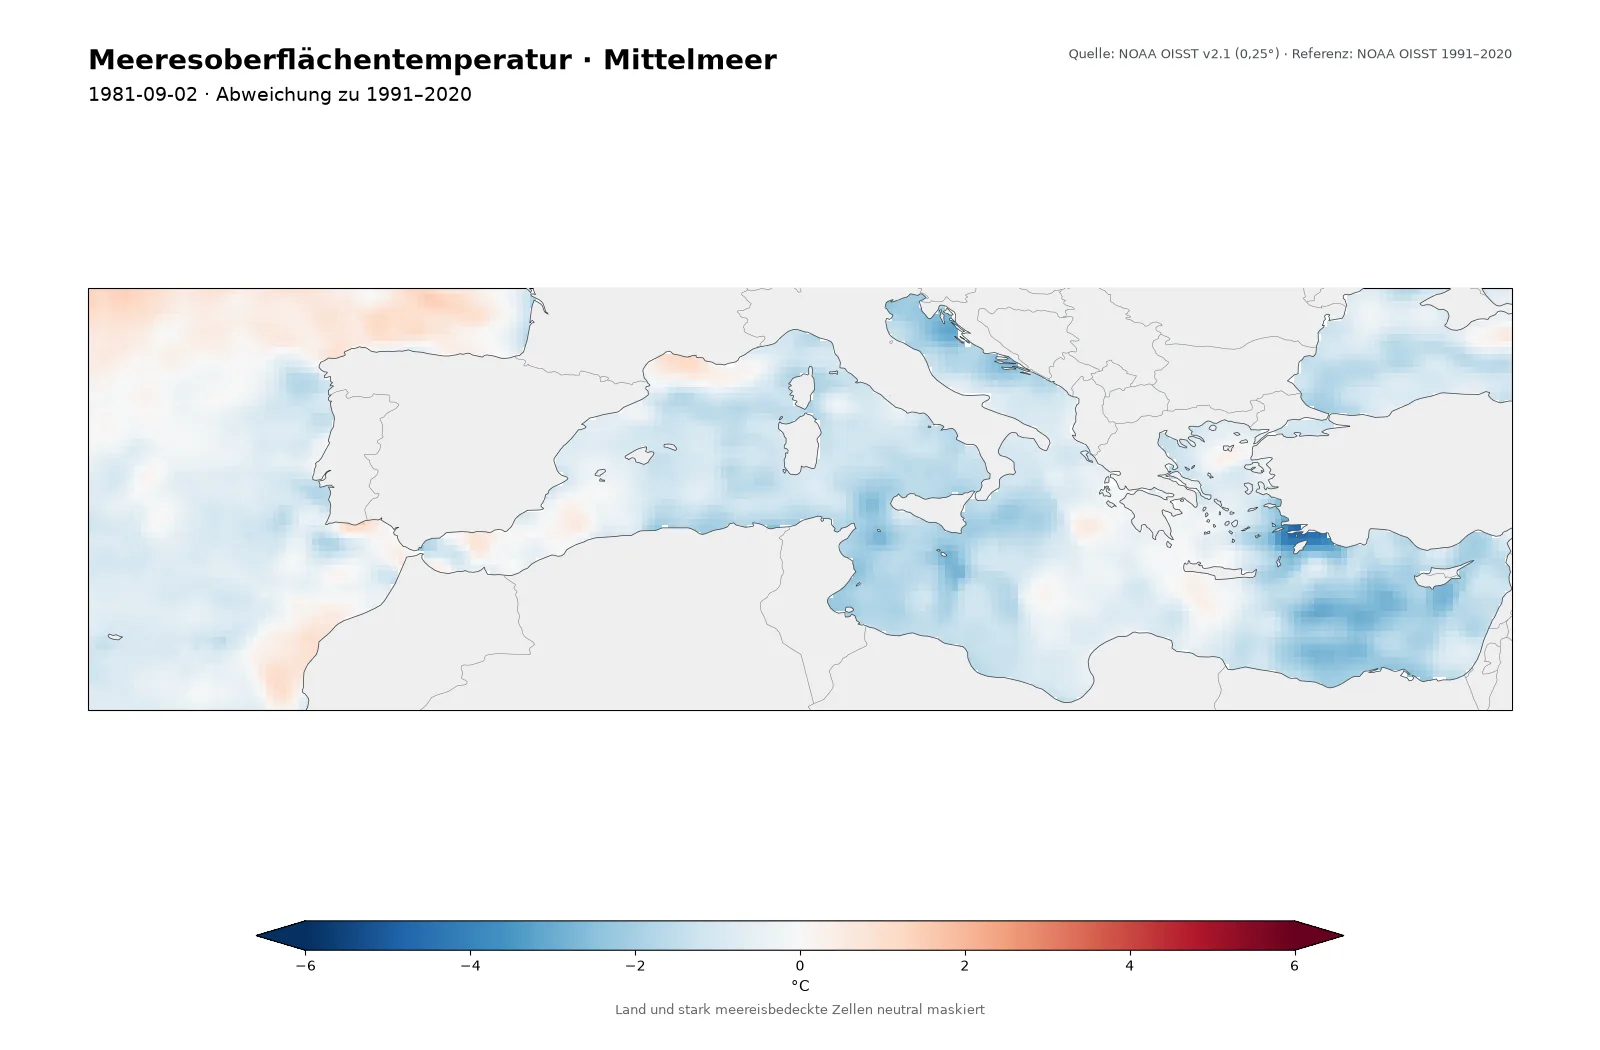 Meeresoberflächentemperatur · Mittelmeer
Quelle: NOAA OISST v2.1 (0,25°) · Referenz: NOAA OISST 1991–2020
1981-09-02 · Abweichung zu 1991–2020
−6 −4 −2 0 2 4 6
°C
Land und stark meereisbedeckte Zellen neutral maskiert